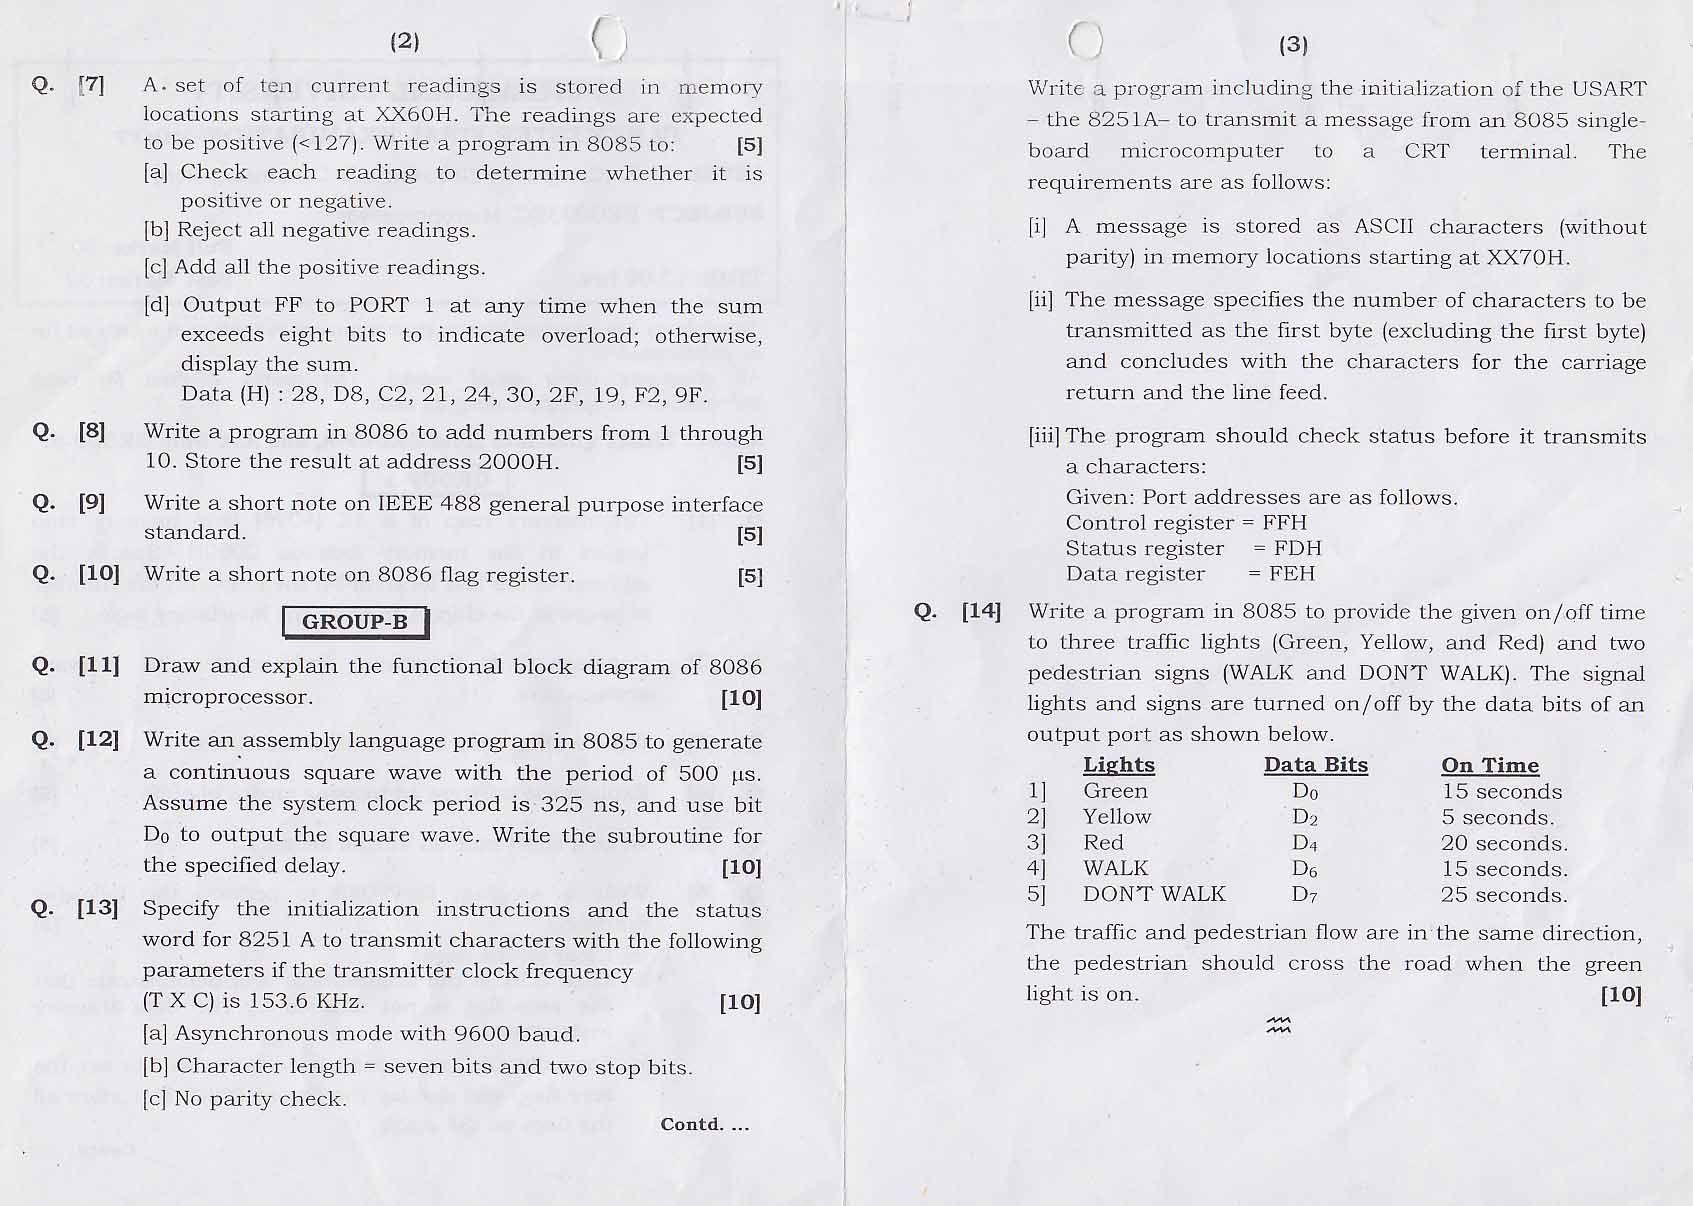 (2)
Q. [7] A. set of ten current readings is stored in memory
locations starting at XX60H. The readings are expected
to be positive (<127). Write a program in 8085 to: [5]
[a] Check each reading to determine whether it is
positive or negative.
[b] Reject all negative readings.
[c] Add all the positive readings.
[d] Output FF to PORT 1 at any time when the sum
exceeds eight bits to indicate overload; otherwise,
display the sum.
Data (H) : 28, D8, C2, 21, 24, 30, 2F, 19, F2, 9F.
Q. [8] Write a program in 8086 to add numbers from 1 through
10. Store the result at address 2000H. [5]
Q. [9] Write a short note on IEEE 488 general purpose interface
standard. [5]
Q. [10] Write a short note on 8086 flag register. [5]
GROUP-B
Q. [11] Draw and explain the functional block diagram of 8086
microprocessor. [10]
Q. [12] Write an assembly language program in 8085 to generate
a continuous square wave with the period of 500 µs.
Assume the system clock period is 325 ns, and use bit
D0 to output the square wave. Write the subroutine for
the specified delay. [10]
Q. [13] Specify the initialization instructions and the status
word for 8251 A to transmit characters with the following
parameters if the transmitter clock frequency
(T X C) is 153.6 KHz. [10]
[a] Asynchronous mode with 9600 baud.
[b] Character length = seven bits and two stop bits.
[c] No parity check.
Contd. ...
(3)
Write a program including the initialization of the USART
– the 8251A– to transmit a message from an 8085 single-
board microcomputer to a CRT terminal. The
requirements are as follows:
[i] A message is stored as ASCII characters (without
parity) in memory locations starting at XX70H.
[ii] The message specifies the number of characters to be
transmitted as the first byte (excluding the first byte)
and concludes with the characters for the carriage
return and the line feed.
[iii] The program should check status before it transmits
a characters:
Given: Port addresses are as follows.
Control register = FFH
Status register = FDH
Data register = FEH
Q. [14] Write a program in 8085 to provide the given on/off time
to three traffic lights (Green, Yellow, and Red) and two
pedestrian signs (WALK and DON'T WALK). The signal
lights and signs are turned on/off by the data bits of an
output port as shown below.
Lights Data Bits On Time
1] Green D0 15 seconds
2] Yellow D2 5 seconds.
3] Red D4 20 seconds.
4] WALK D6 15 seconds.
5] DON'T WALK D7 25 seconds.
The traffic and pedestrian flow are in the same direction,
the pedestrian should cross the road when the green
light is on. [10]